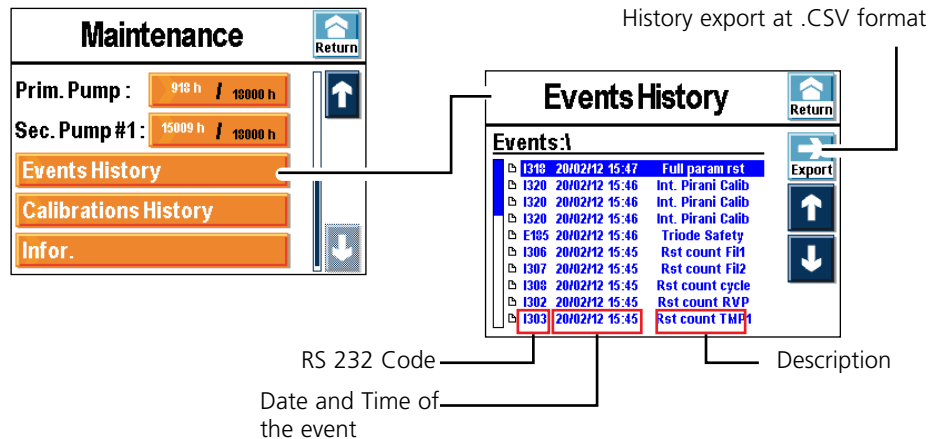 History export at .CSV format
Maintenance
Return
Prim. Pump : 918 h / 18000 h
Sec. Pump #1 : 15009 h / 18000 h
Events History
Calibrations History
Infor.
Events History
Return
Events:\
Export
I318 20/02/12 15:47 Full param rst
I320 20/02/12 15:46 Int. Pirani Calib
I320 20/02/12 15:46 Int. Pirani Calib
I320 20/02/12 15:46 Int. Pirani Calib
E185 20/02/12 15:46 Triode Safety
I306 20/02/12 15:45 Rst count Fil1
I307 20/02/12 15:45 Rst count Fil2
I308 20/02/12 15:45 Rst count cycle
I302 20/02/12 15:45 Rst count RVP
I303 20/02/12 15:45 Rst count TMP1
RS 232 Code
Description
Date and Time of
the event